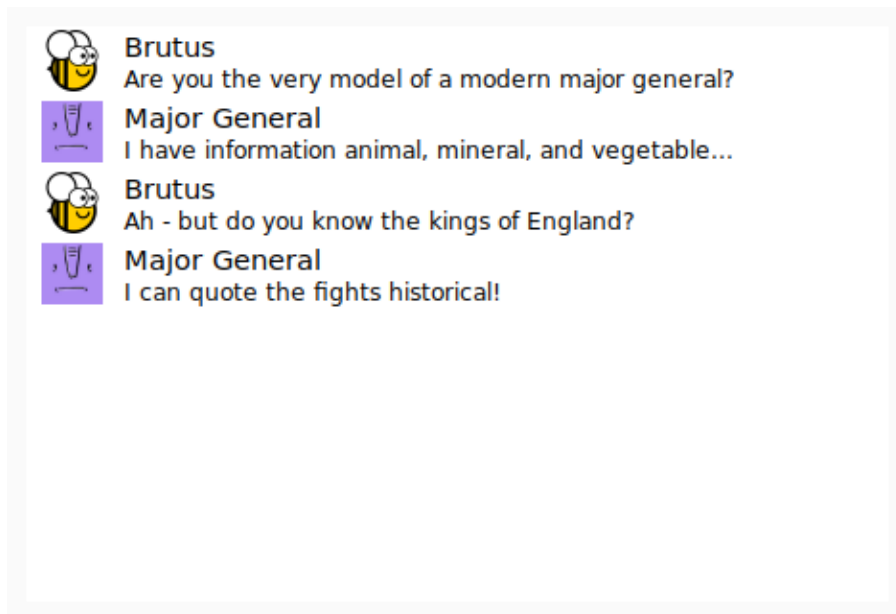 Brutus
Are you the very model of a modern major general?
Major General
I have information animal, mineral, and vegetable...
Brutus
Ah - but do you know the kings of England?
Major General
I can quote the fights historical!